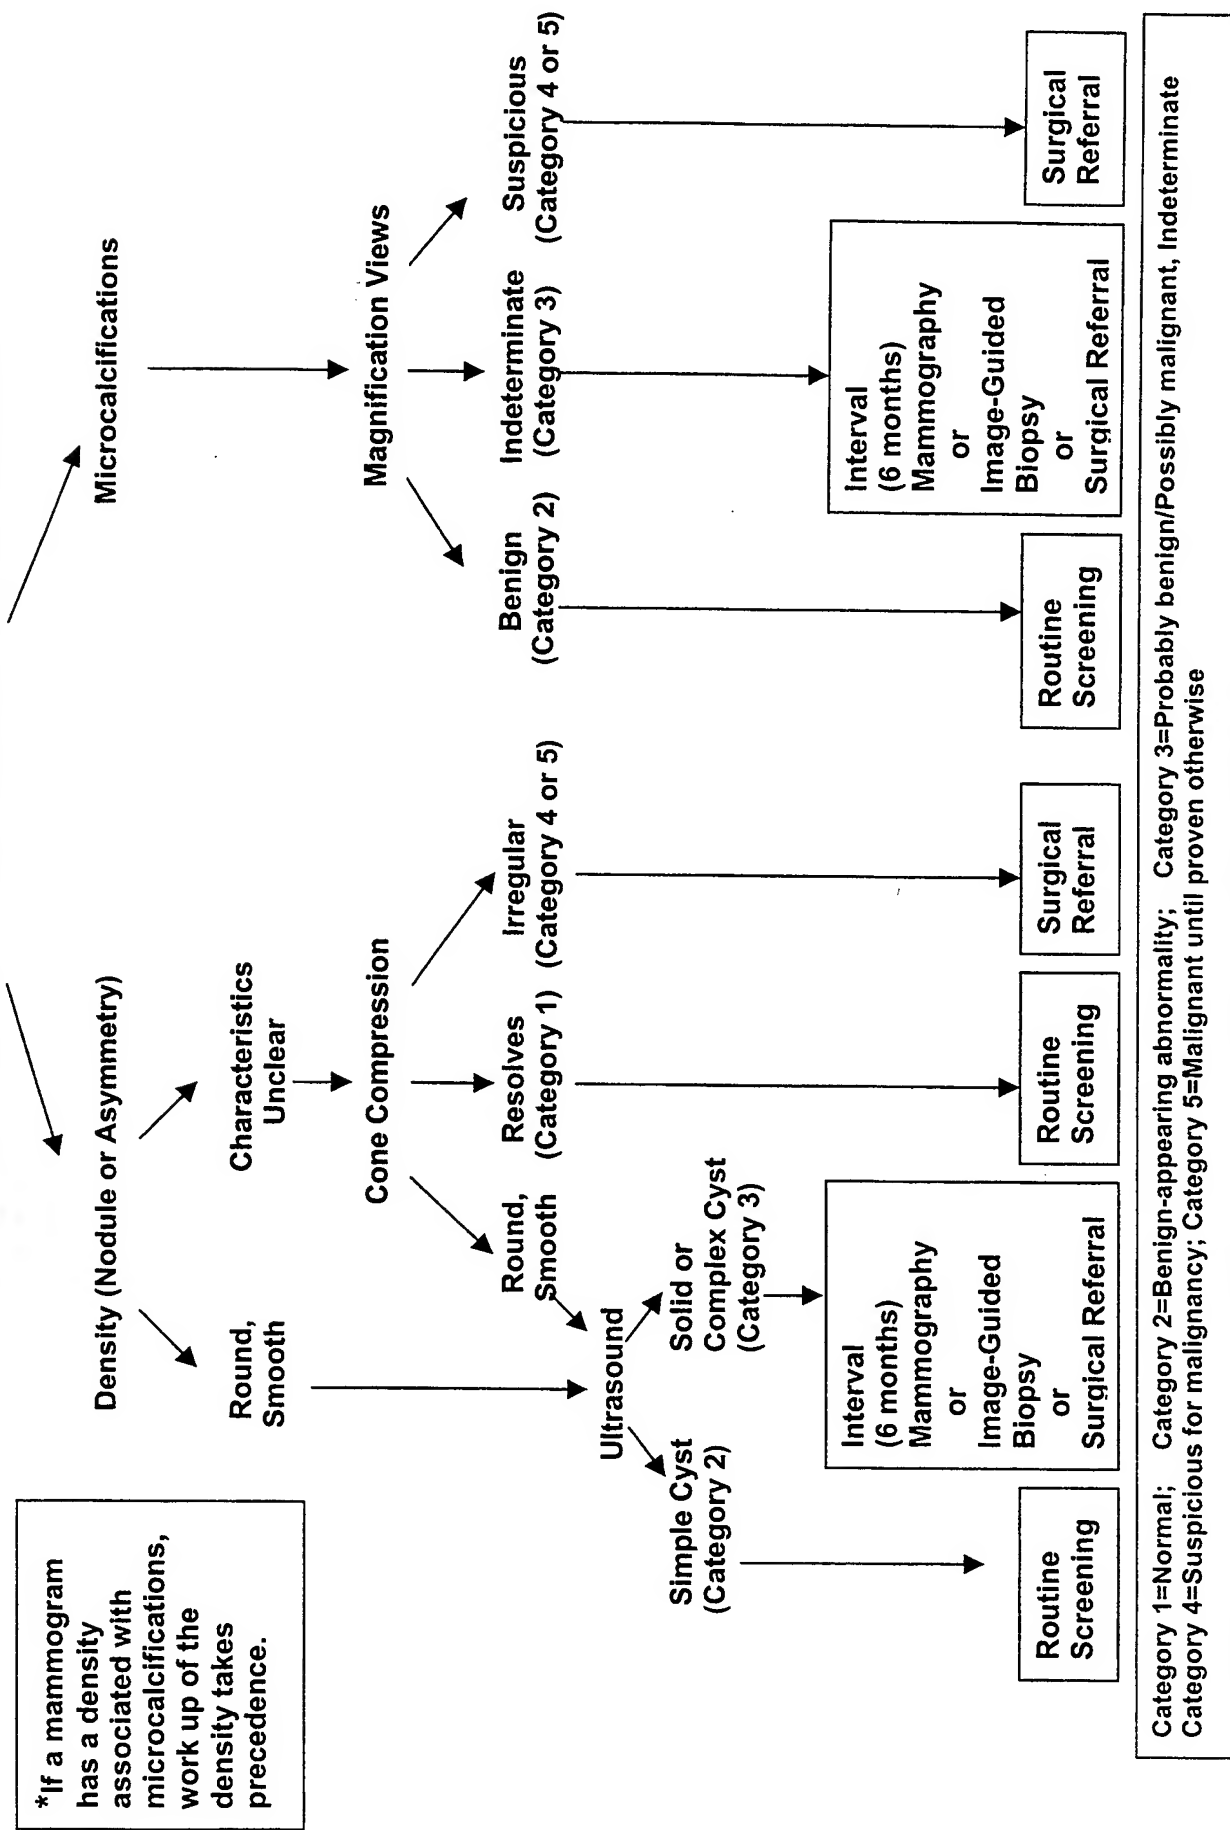 *If a mammogram
has a density
associated with
microcalcifications,
work up of the
density takes
precedence.
Density (Nodule or Asymmetry)
Microcalcifications
Round,
Smooth
Characteristics
Unclear
Cone Compression
Magnification Views
Round,
Smooth
Resolves
(Category 1)
Irregular
(Category 4 or 5)
Benign
(Category 2)
Indeterminate
(Category 3)
Suspicious
(Category 4 or 5)
Ultrasound
Simple Cyst
(Category 2)
Solid or
Complex Cyst
(Category 3)
Routine
Screening
Interval
(6 months)
Mammography
or
Image-Guided
Biopsy
or
Surgical Referral
Routine
Screening
Surgical
Referral
Routine
Screening
Interval
(6 months)
Mammography
or
Image-Guided
Biopsy
or
Surgical Referral
Surgical
Referral
Category 1=Normal; Category 2=Benign-appearing abnormality; Category 3=Probably benign/Possibly malignant, Indeterminate
Category 4=Suspicious for malignancy; Category 5=Malignant until proven otherwise